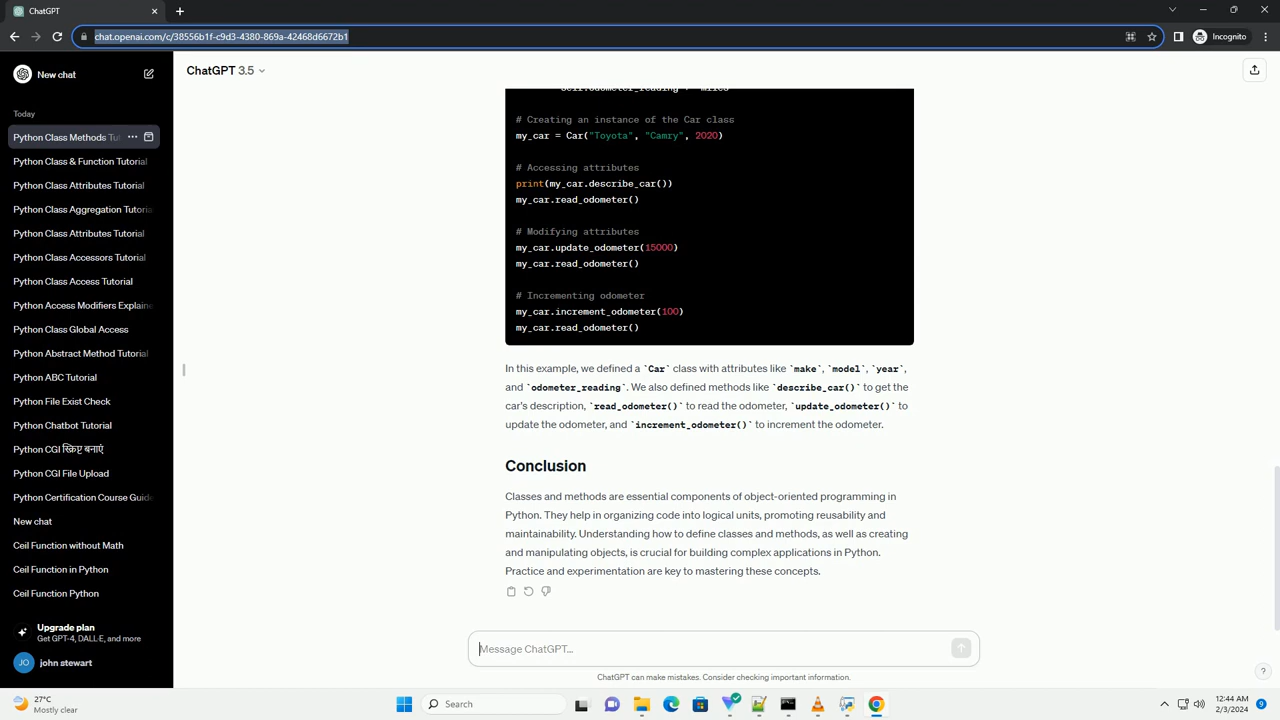 ChatGPT
chat.openai.com/c/38556b1f-c9d3-4380-869a-42468d6672b1
Incognito
New chat
Today
Python Class Methods Tut
Python Class & Function Tutorial
Python Class Attributes Tutorial
Python Class Aggregation Tutoria
Python Class Attributes Tutorial
Python Class Accessors Tutorial
Python Class Access Tutorial
Python Access Modifiers Explaine
Python Class Global Access
Python Abstract Method Tutorial
Python ABC Tutorial
Python File Exist Check
Python Chatbot Tutorial
Python CGI स्क्रिप्ट बनाएं
Python CGI File Upload
Python Certification Course Guide
New chat
Ceil Function without Math
Ceil Function in Python
Ceil Function Python
Upgrade plan
Get GPT-4, DALL·E, and more
JO john stewart
ChatGPT 3.5
# Creating an instance of the Car class
my_car = Car("Toyota", "Camry", 2020)
# Accessing attributes
print(my_car.describe_car())
my_car.read_odometer()
# Modifying attributes
my_car.update_odometer(15000)
my_car.read_odometer()
# Incrementing odometer
my_car.increment_odometer(100)
my_car.read_odometer()
In this example, we defined a `Car` class with attributes like `make`, `model`, `year`,
and `odometer_reading`. We also defined methods like `describe_car()` to get the
car's description, `read_odometer()` to read the odometer, `update_odometer()` to
update the odometer, and `increment_odometer()` to increment the odometer.
Conclusion
Classes and methods are essential components of object-oriented programming in
Python. They help in organizing code into logical units, promoting reusability and
maintainability. Understanding how to define classes and methods, as well as creating
and manipulating objects, is crucial for building complex applications in Python.
Practice and experimentation are key to mastering these concepts.
Message ChatGPT...
ChatGPT can make mistakes. Consider checking important information.
?
27°C
Mostly clear
Search
12:44 AM
2/3/2024